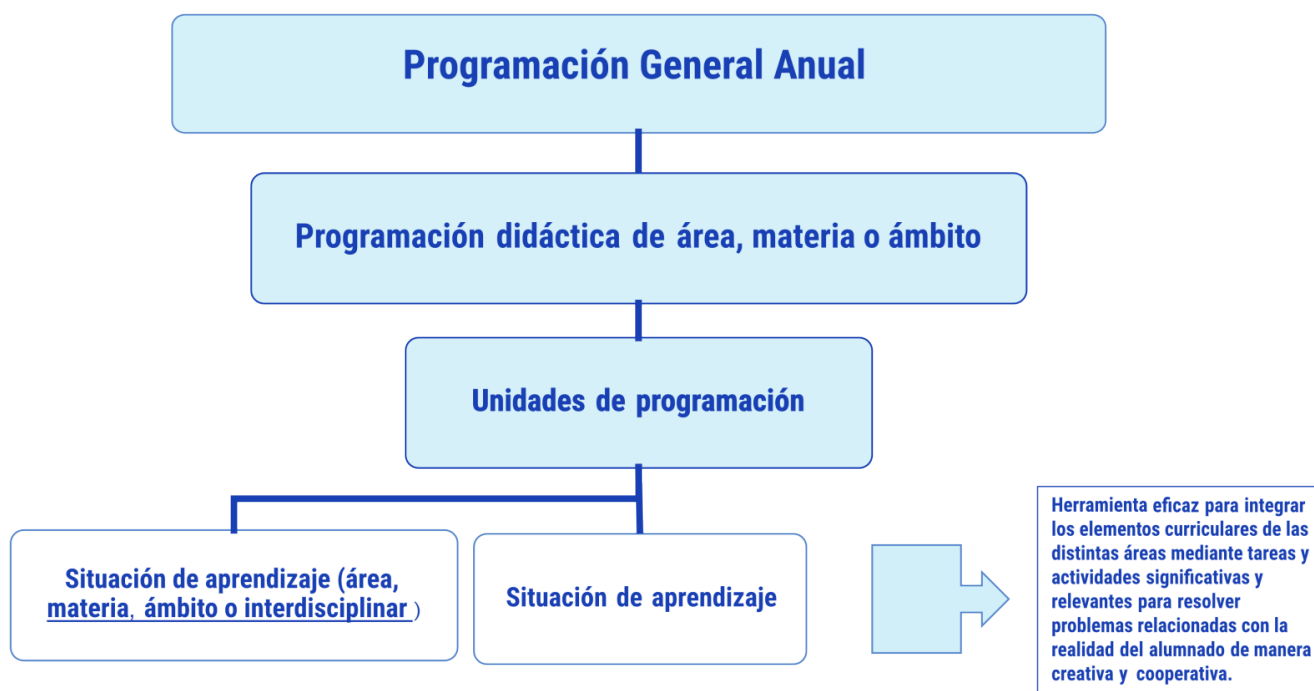 Programación General Anual
Programación didáctica de área, materia o ámbito
Unidades de programación
Situación de aprendizaje (área,
materia, ámbito o interdisciplinar )
Situación de aprendizaje
Herramienta eficaz para integrar
los elementos curriculares de las
distintas áreas mediante tareas y
actividades significativas y
relevantes para resolver
problemas relacionadas con la
realidad del alumnado de manera
creativa y cooperativa.